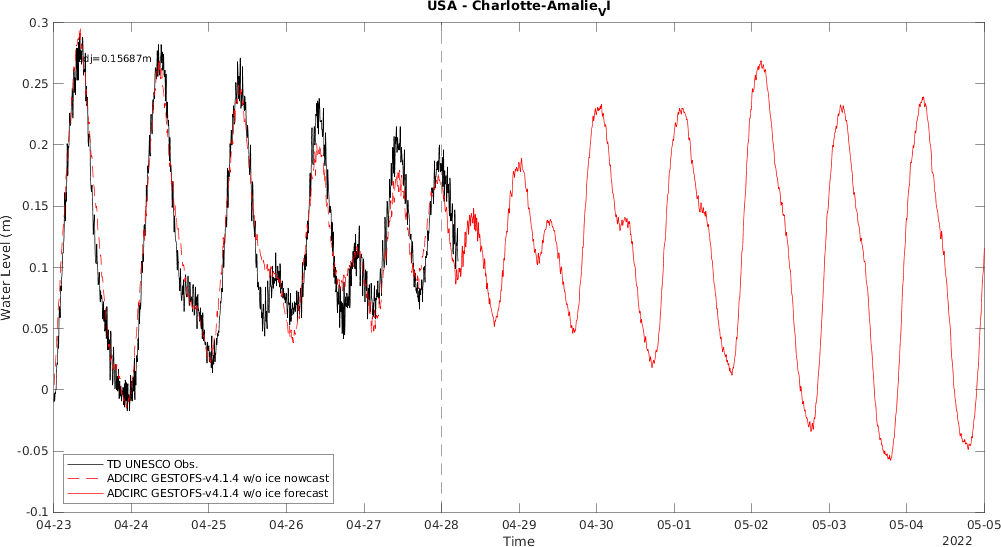 USA - Charlotte-AmalieVI
0.3
dj=0.15687m
0.25
0.2
0.15
0.1
0.05
0
-0.05
-0.1
Water Level (m)
TD UNESCO Obs.
ADCIRC GESTOFS-v4.1.4 w/o ice nowcast
ADCIRC GESTOFS-v4.1.4 w/o ice forecast
04-23 04-24 04-25 04-26 04-27 04-28 04-29 04-30 05-01 05-02 05-03 05-04 05-05
Time
2022